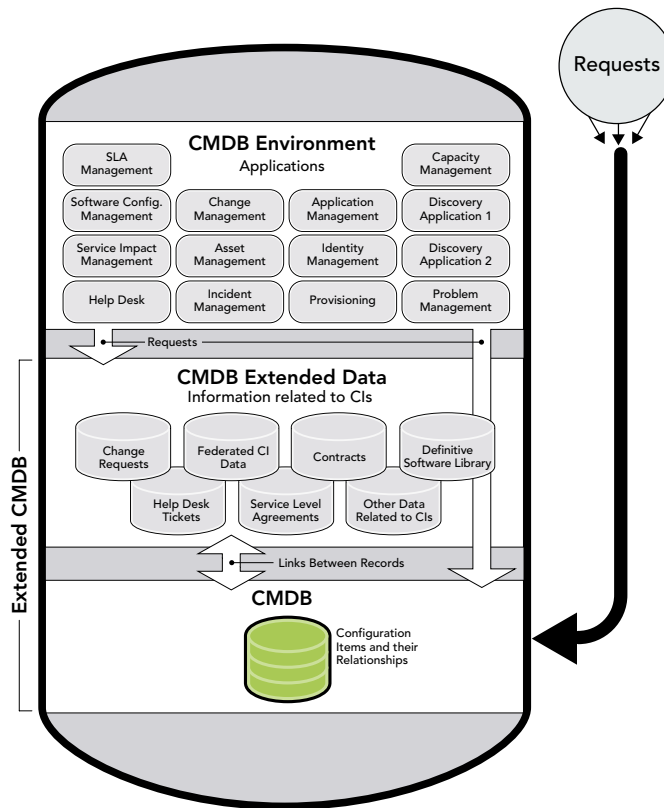 Requests
CMDB Environment
Applications
SLA
Management
Capacity
Management
Software Config.
Management
Change
Management
Application
Management
Discovery
Application 1
Service Impact
Management
Asset
Management
Identity
Management
Discovery
Application 2
Help Desk
Incident
Management
Provisioning
Problem
Management
Requests
Extended CMDB
CMDB Extended Data
Information related to CIs
Change
Requests
Federated CI
Data
Contracts
Definitive
Software Library
Help Desk
Tickets
Service Level
Agreements
Other Data
Related to CIs
Links Between Records
CMDB
Configuration
Items and their
Relationships